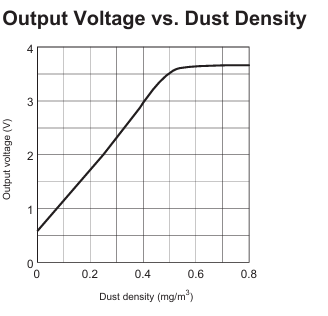 Output Voltage vs. Dust Density
4
3
2
1
0
Output voltage (V)
0 0.2 0.4 0.6 0.8
Dust density (mg/m³)